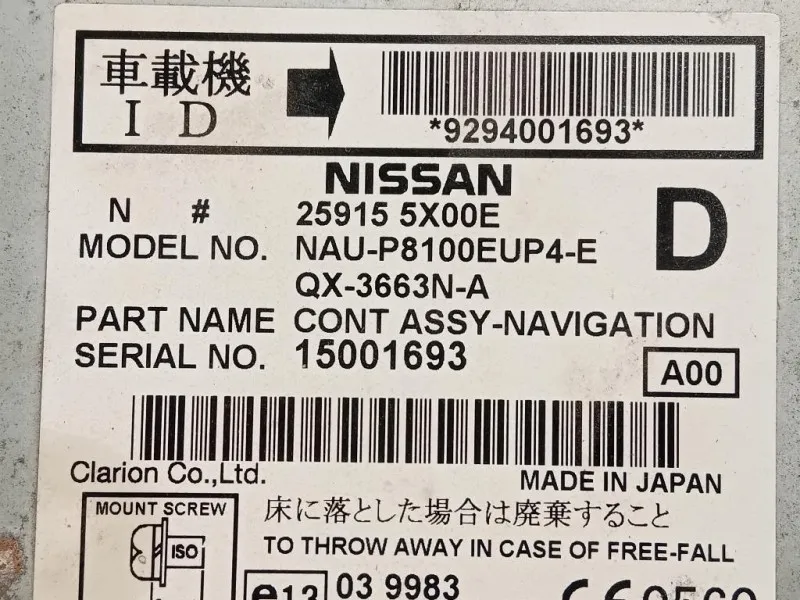 車載機
ID
*9294001693*
NISSAN
N # 25915 5X00E
D
MODEL NO. NAU-P8100EUP4-E
QX-3663N-A
PART NAME CONT ASSY-NAVIGATION
SERIAL NO. 15001693
A00
Clarion Co.,Ltd.
MADE IN JAPAN
MOUNT SCREW
ISO
床に落とした場合は廃棄すること
TO THROW AWAY IN CASE OF FREE-FALL
e13 03 9983
CE 0560